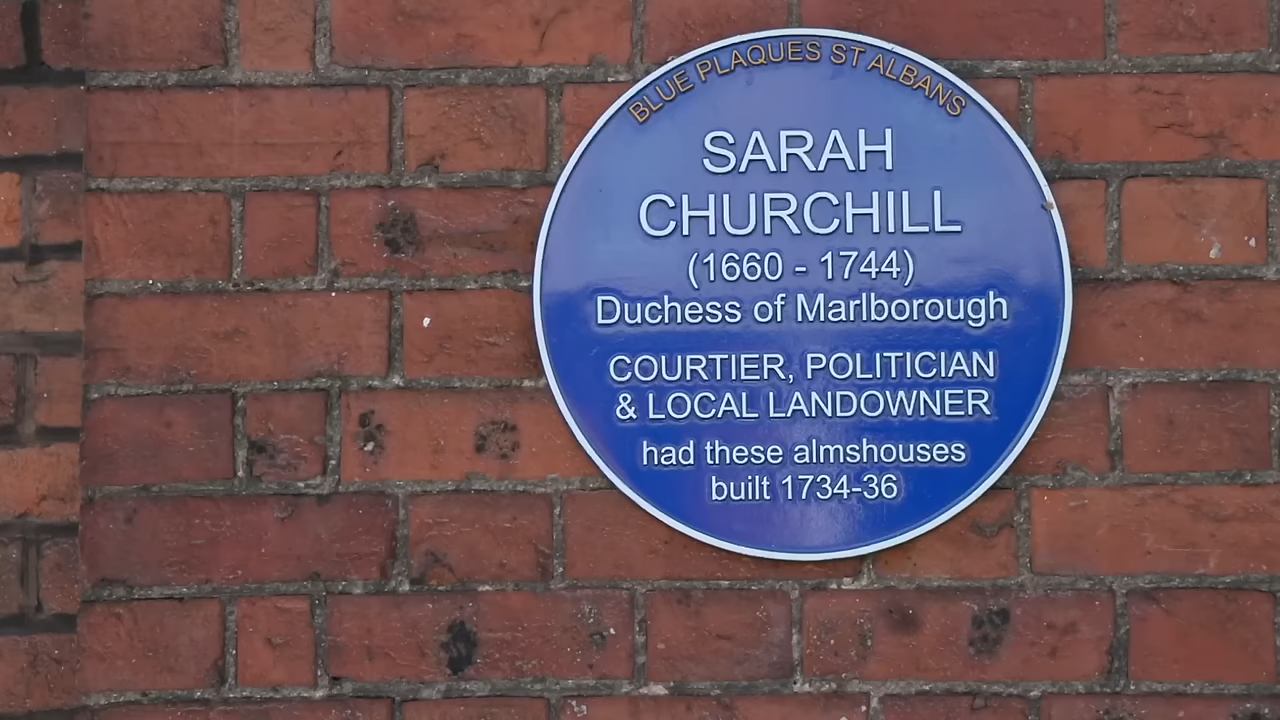 BLUE PLAQUES ST ALBANS
SARAH
CHURCHILL
(1660 - 1744)
Duchess of Marlborough
COURTIER, POLITICIAN
& LOCAL LANDOWNER
had these almshouses
built 1734-36